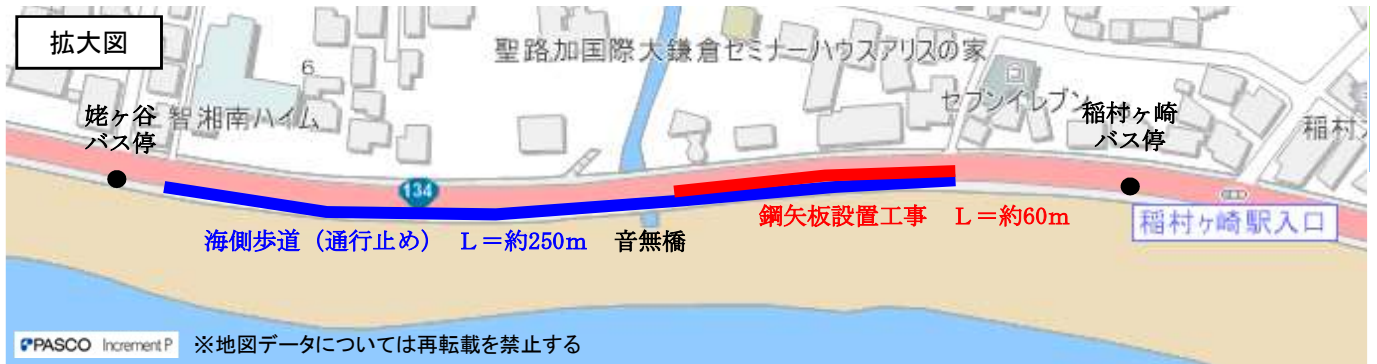 拡大図
聖路加国際大鎌倉セミナーハウスアリスの家
6
姥ヶ谷
バス停
智湘南ハイム
セブンイレブン
稲村ヶ崎
バス停
稲村
134
鋼矢板設置工事 L=約60m
海側歩道(通行止め) L=約250m
音無橋
稲村ヶ崎駅入口
PASCO Increment P
※地図データについては再転載を禁止する